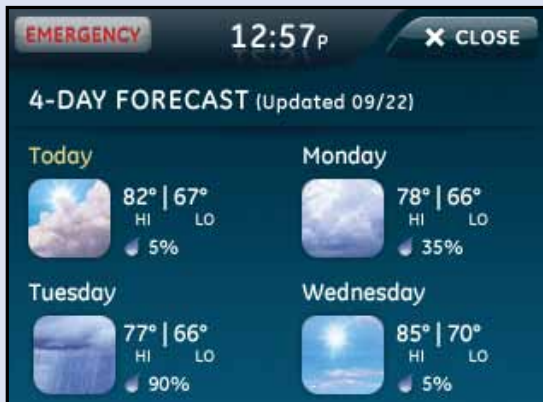 EMERGENCY 12:57P X CLOSE
4-DAY FORECAST (Updated 09/22)
Today Monday
82° | 67° 78° | 66°
HI LO HI LO
5% 35%
Tuesday Wednesday
77° | 66° 85° | 70°
HI LO HI LO
90% 5%